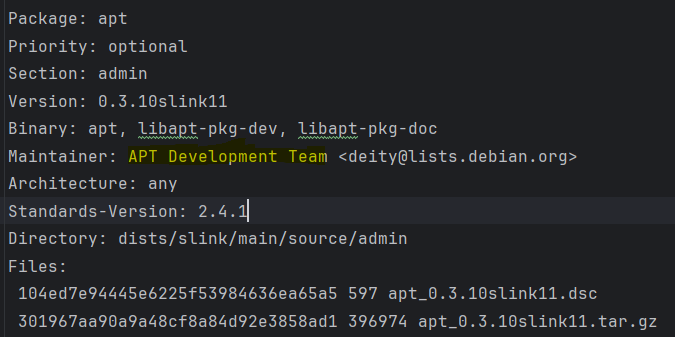 Package: apt
Priority: optional
Section: admin
Version: 0.3.10slink11
Binary: apt, libapt-pkg-dev, libapt-pkg-doc
Maintainer: APT Development Team <deity@lists.debian.org>
Architecture: any
Standards-Version: 2.4.1
Directory: dists/slink/main/source/admin
Files:
 104ed7e94445e6225f53984636ea65a5 597 apt_0.3.10slink11.dsc
 301967aa90a9a48cf8a84d92e3858ad1 396974 apt_0.3.10slink11.tar.gz